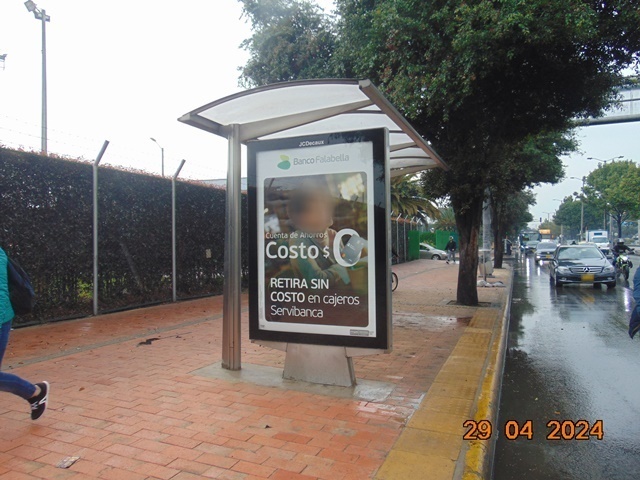 JCDecaux
Banco Falabella
Cuenta de Ahorros
Costo $0
RETIRA SIN
COSTO en cajeros
Servibanca
29 04 2024